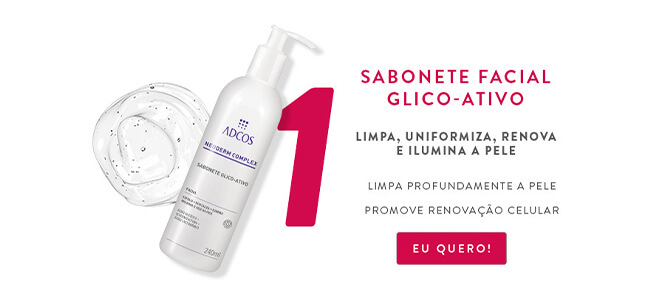 ADCOS
NEODERM COMPLEX
SABONETE GLICO-ATIVO
FACIAL
240ml
1
SABONETE FACIAL
GLICO-ATIVO
LIMPA, UNIFORMIZA, RENOVA
E ILUMINA A PELE
LIMPA PROFUNDAMENTE A PELE
PROMOVE RENOVAÇÃO CELULAR
EU QUERO!